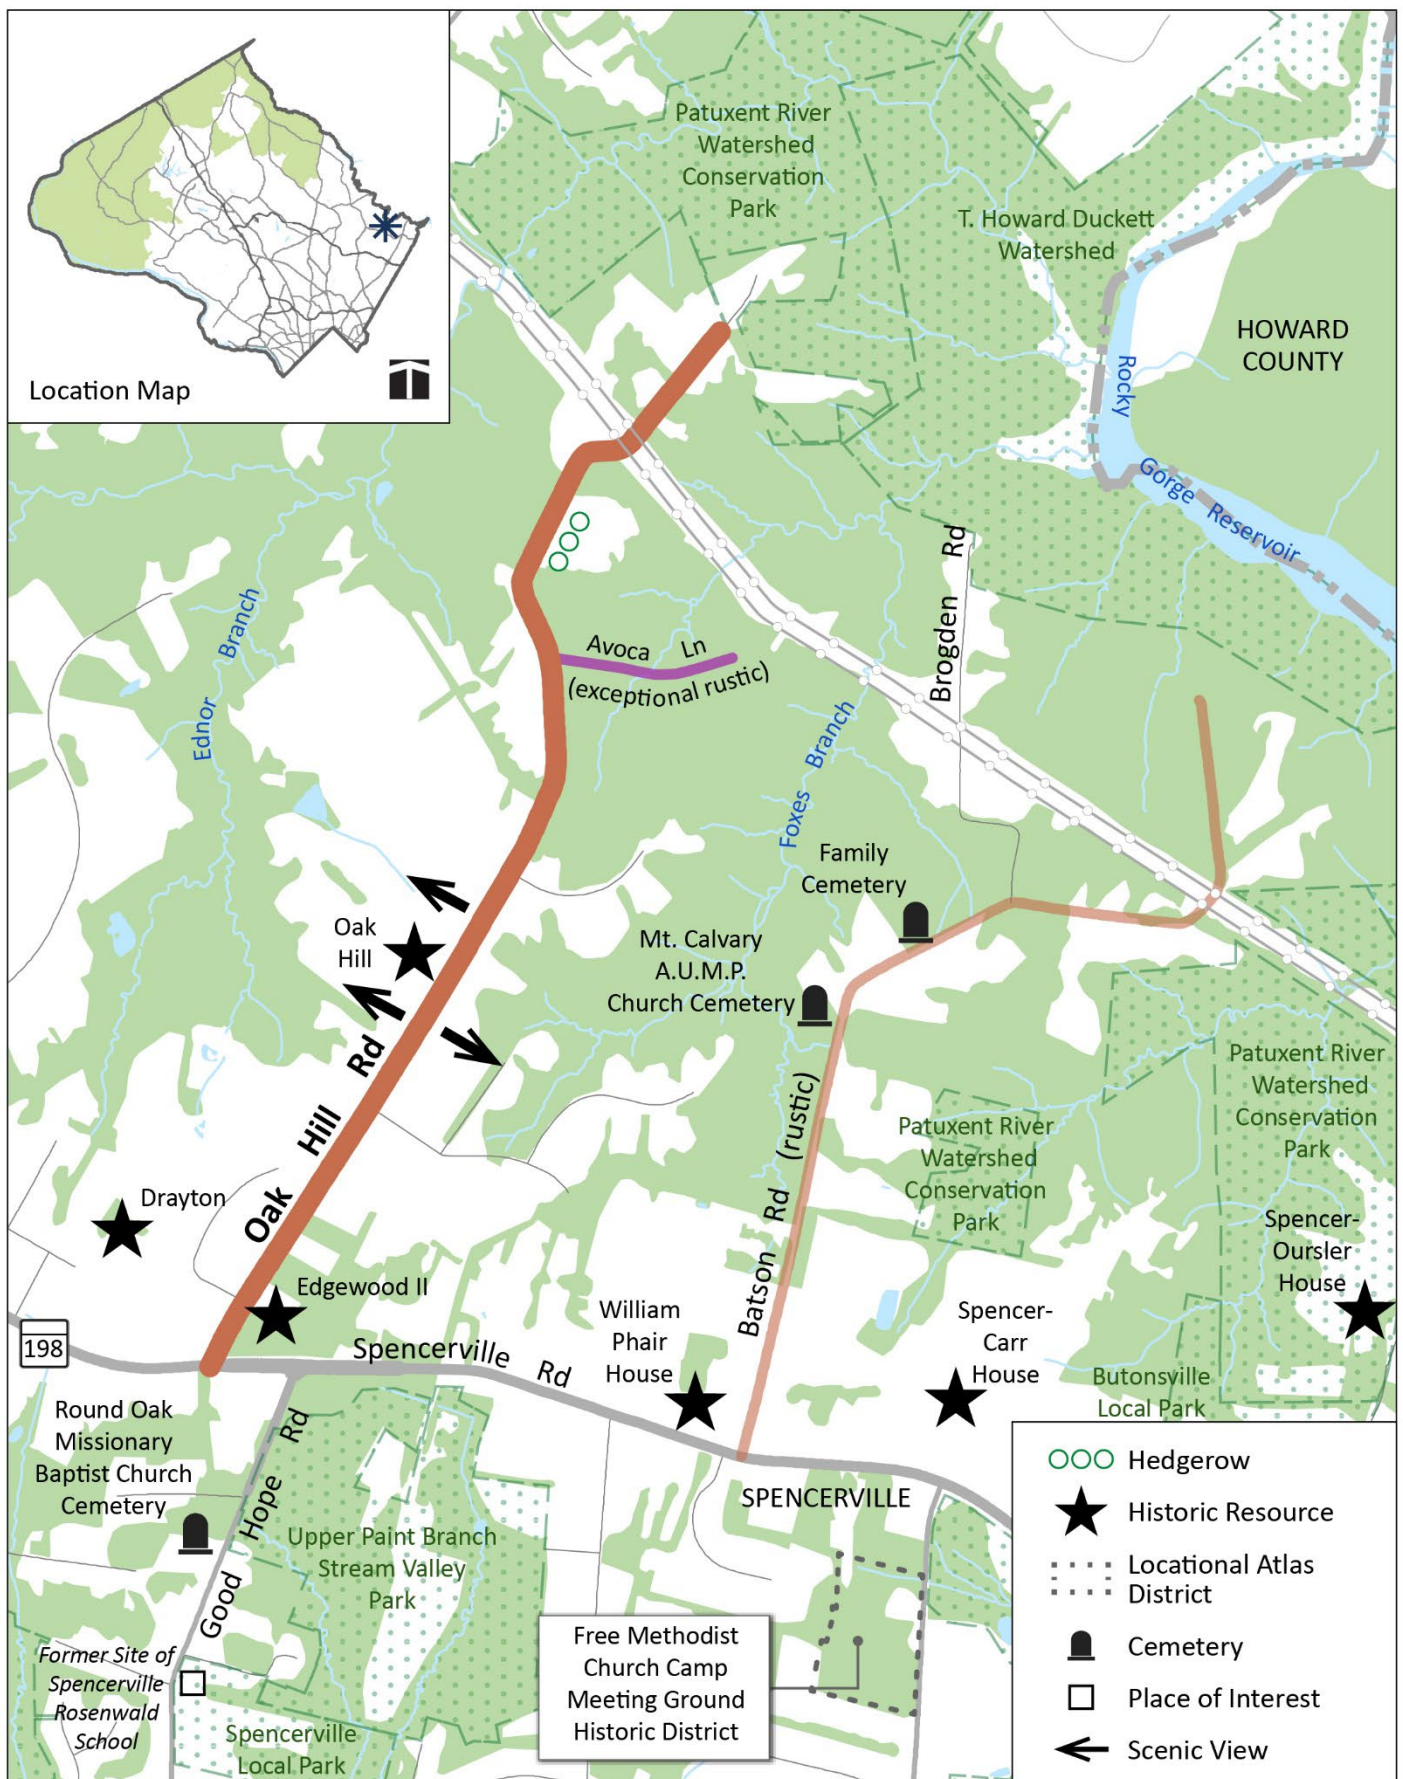 Location Map
Patuxent River
Watershed
Conservation
Park
T. Howard Duckett
Watershed
HOWARD
COUNTY
Rocky
Gorge Reservoir
Brogden Rd
Avoca Ln
(exceptional rustic)
Ednor Branch
Foxes Branch
Family
Cemetery
Oak
Hill
Mt. Calvary
A.U.M.P.
Church Cemetery
Oak Hill Rd
Batson Rd (rustic)
Patuxent River
Watershed
Conservation
Park
Patuxent River
Watershed
Conservation
Park
Drayton
Spencer-
Oursler
House
Edgewood II
William
Phair
House
Spencer-
Carr
House
198
Spencerville Rd
Butonsville
Local Park
Round Oak
Missionary
Baptist Church
Cemetery
Good Hope Rd
SPENCERVILLE
Upper Paint Branch
Stream Valley
Park
Former Site of
Spencerville
Rosenwald
School
Spencerville
Local Park
Free Methodist
Church Camp
Meeting Ground
Historic District
Hedgerow
Historic Resource
Locational Atlas
District
Cemetery
Place of Interest
Scenic View